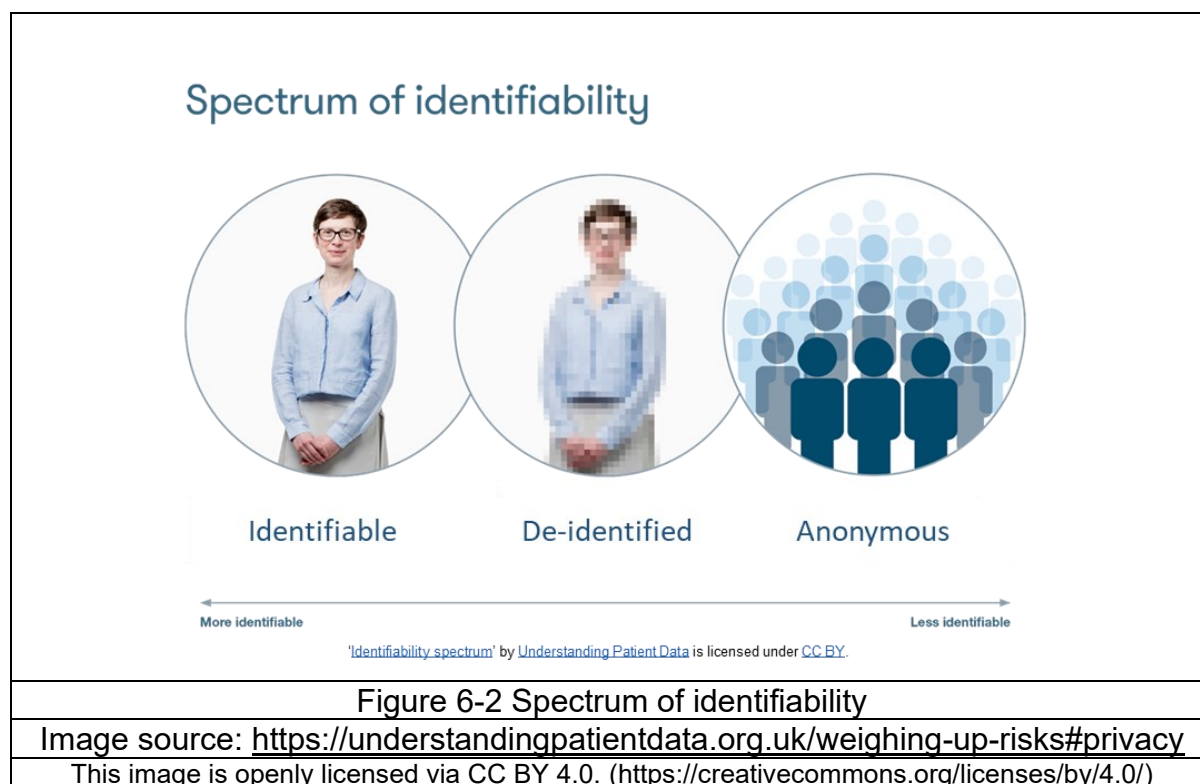 Spectrum of identifiability
Identifiable
De-identified
Anonymous
More identifiable
Less identifiable
'Identifiability spectrum' by Understanding Patient Data is licensed under CC BY.
Figure 6-2 Spectrum of identifiability
Image source: https://understandingpatientdata.org.uk/weighing-up-risks#privacy
This image is openly licensed via CC BY 4.0. (https://creativecommons.org/licenses/by/4.0/)